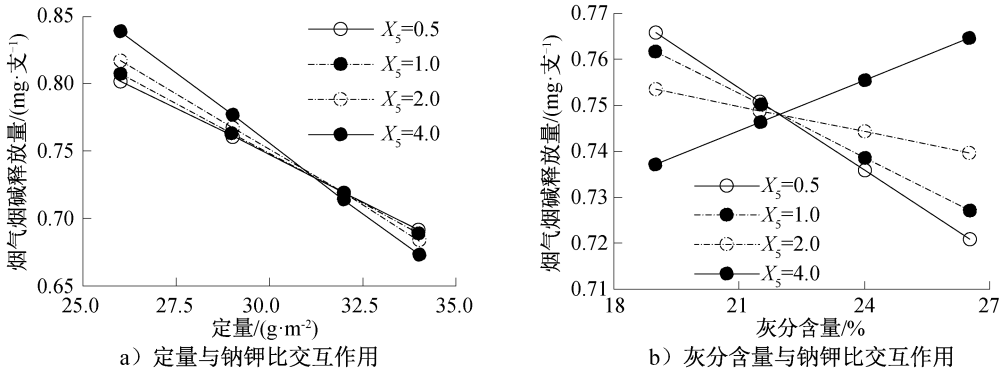 烟气烟碱释放量/(mg·支⁻¹)
0.85
0.80
0.75
0.70
0.65
25.0 27.5 30.0 32.5 35.0
X₅=0.5
X₅=1.0
X₅=2.0
X₅=4.0
定量/(g·m⁻²)
a）定量与钠钾比交互作用
烟气烟碱释放量/(mg·支⁻¹)
0.77
0.76
0.75
0.74
0.73
0.72
0.71
18 21 24 27
X₅=0.5
X₅=1.0
X₅=2.0
X₅=4.0
灰分含量/%
b）灰分含量与钠钾比交互作用